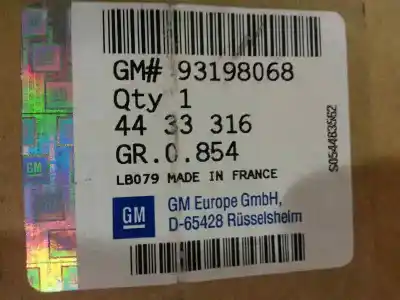 GM# 93198068
Qty 1
44 33 316
GR.0.854
LB079 MADE IN FRANCE
GM
GM Europe GmbH,
D-65428 Rüsselsheim
S054483562
GM